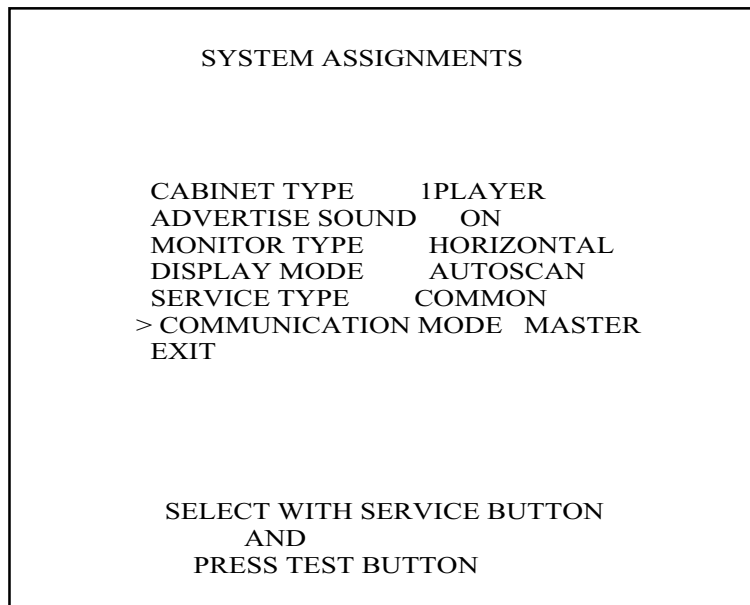 SYSTEM ASSIGNMENTS
CABINET TYPE 1PLAYER
ADVERTISE SOUND ON
MONITOR TYPE HORIZONTAL
DISPLAY MODE AUTOSCAN
SERVICE TYPE COMMON
> COMMUNICATION MODE MASTER
EXIT
SELECT WITH SERVICE BUTTON
AND
PRESS TEST BUTTON